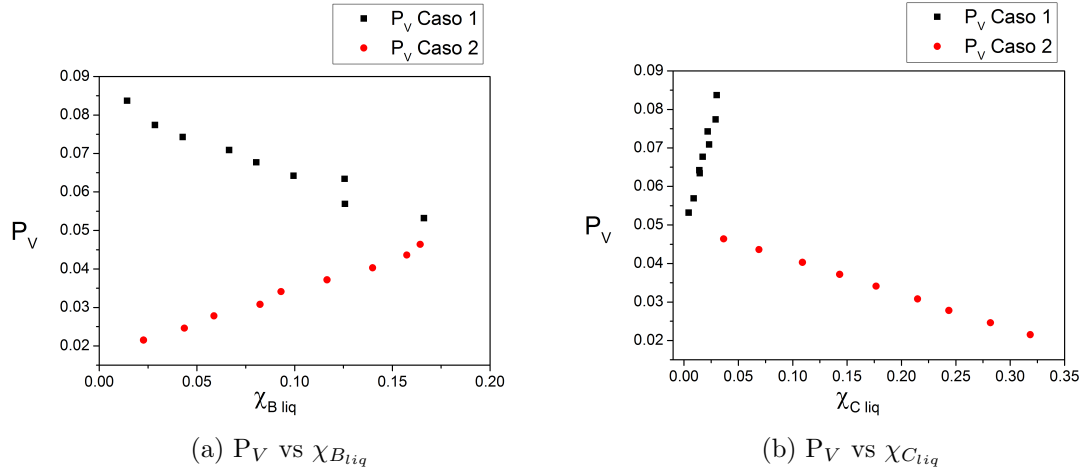 P_V Caso 1
P_V Caso 2
0.09
0.08
0.07
0.06
0.05
0.04
0.03
0.02
P_V
0.00 0.05 0.10 0.15 0.20
χ_B liq
(a) P_V vs χ_B_liq
P_V Caso 1
P_V Caso 2
0.09
0.08
0.07
0.06
0.05
0.04
0.03
0.02
P_V
0.00 0.05 0.10 0.15 0.20 0.25 0.30 0.35
χ_C liq
(b) P_V vs χ_C_liq